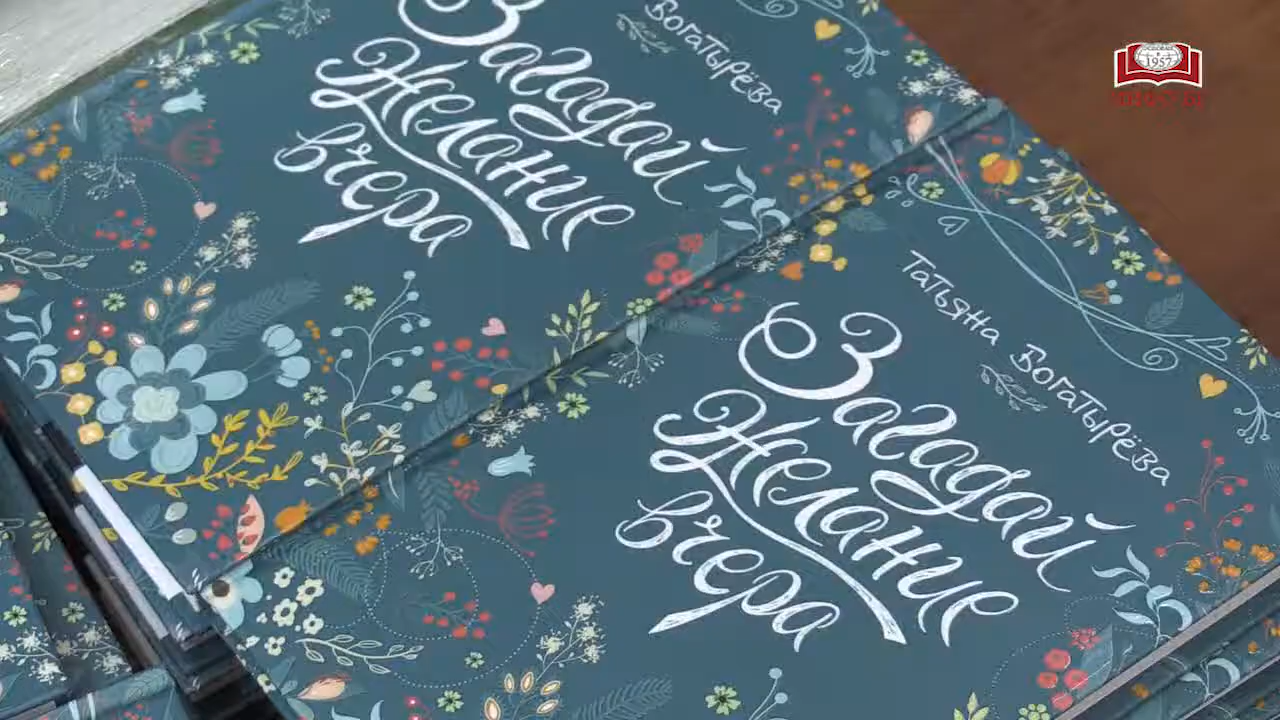 Богатырёва
Загадай
Желание
вчера
Татьяна Богатырёва
Загадай
Желание
вчера
1957